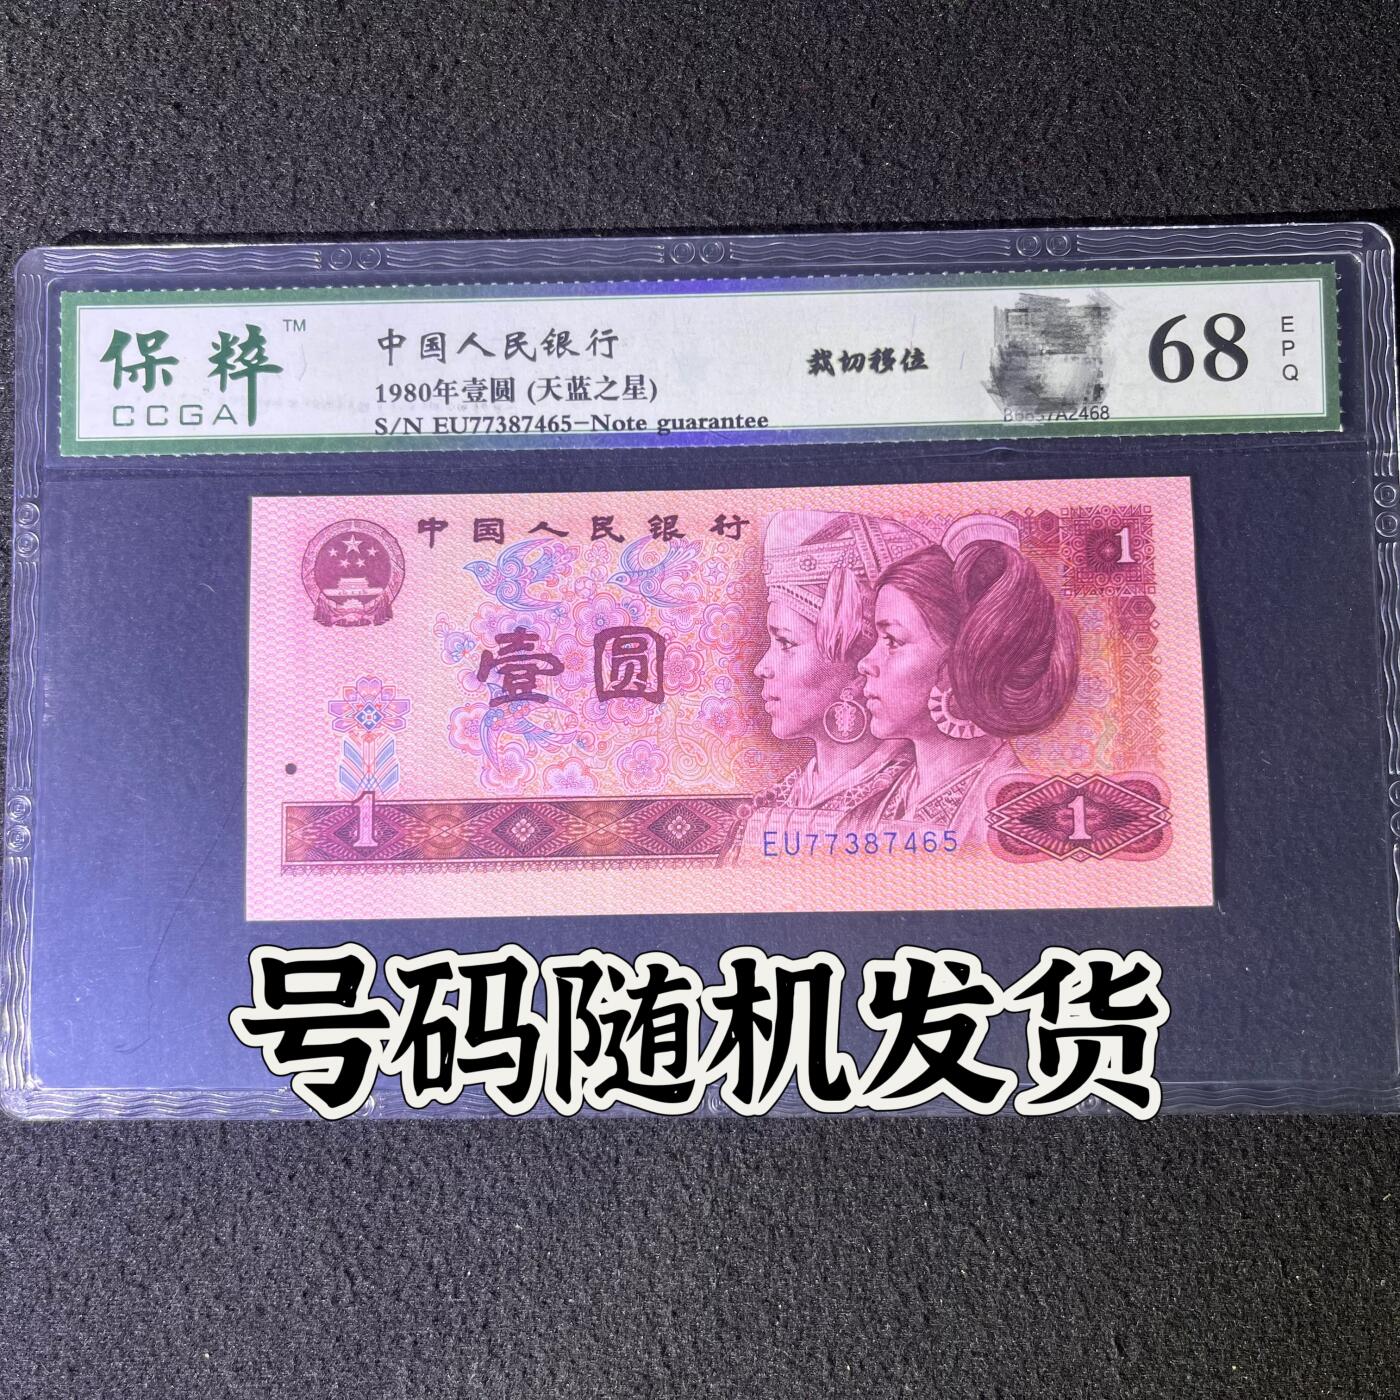 保粹™
CCGA
中国人民银行
1980年壹圆 (天蓝之星)
S/N EU77387465-Note guarantee
裁切移位
68
EPQ
中国人民银行
1
壹圆
1
EU77387465
1
号码随机发货